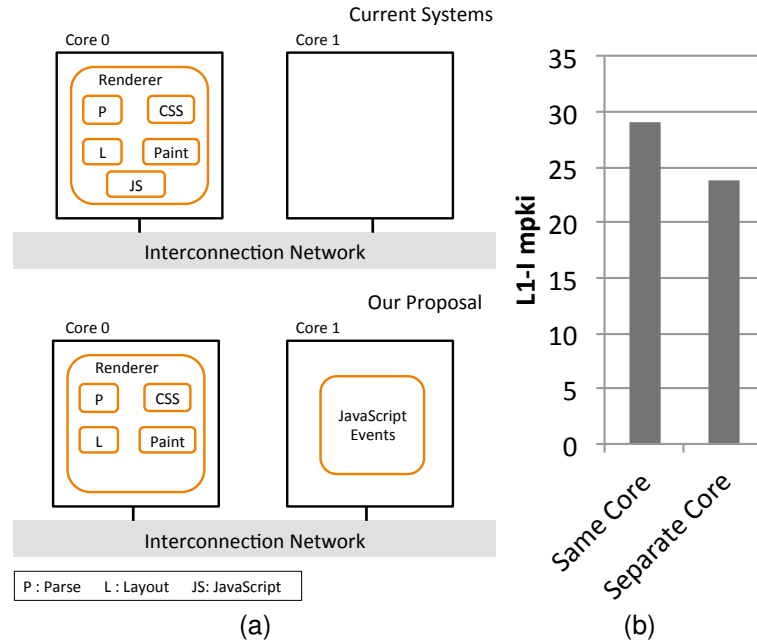 Current Systems
Core 0
Core 1
Renderer
P
CSS
L
Paint
JS
Interconnection Network
Our Proposal
Core 0
Core 1
Renderer
P
CSS
L
Paint
JavaScript
Events
Interconnection Network
P : Parse L : Layout JS: JavaScript
(a)
L1-I mpki
35
30
25
20
15
10
5
0
Same Core
Separate Core
(b)